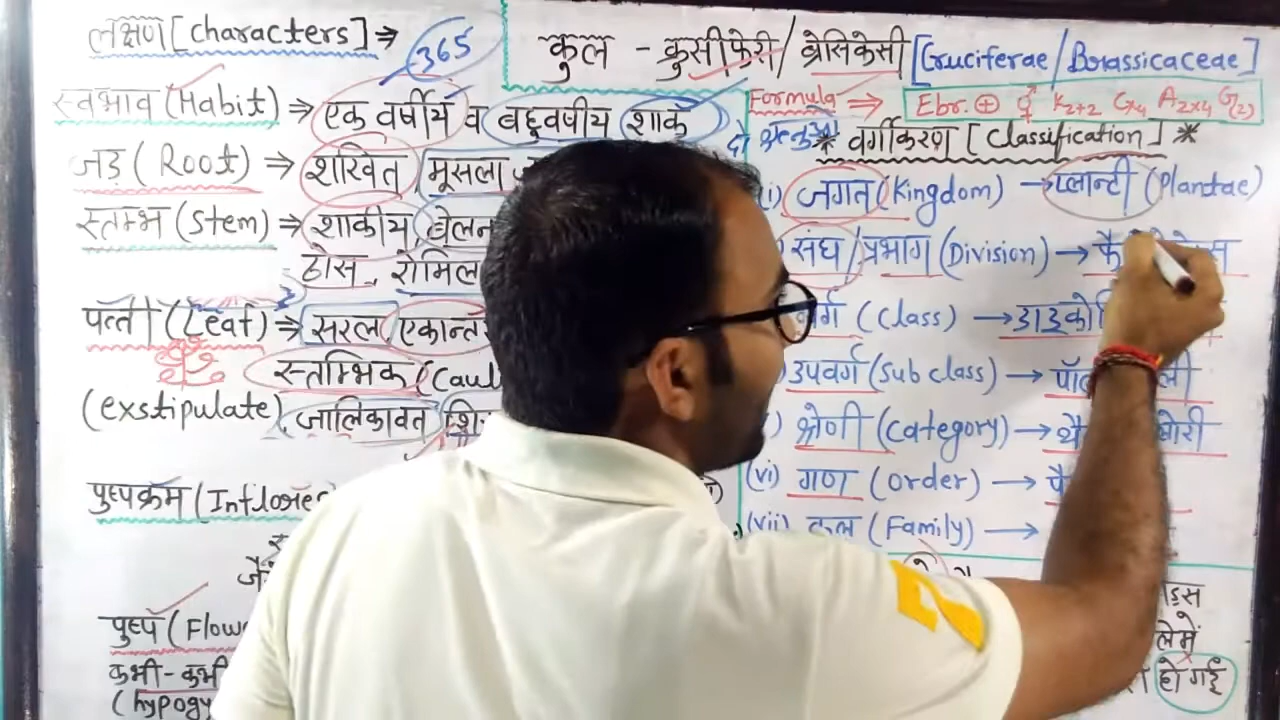 लक्षण [characters] ⇒
365
कुल - क्रुसीफेरी/ब्रेसिकेसी [Cruciferae/Brassicaceae]
Formula ⇒ Ebr. ⊕ ⚥ K2+2 Cx4 A2x4 G(2)
स्वभाव (Habit) ⇒ एक वर्षीय व बहुवर्षीय शाक
* वर्गीकरण [Classification] *
जड़ (Root) ⇒ शाखित मूसला
(i) जगत (Kingdom) → प्लान्टी (Plantae)
स्तम्भ (Stem) ⇒ शाकीय, बेलन
संघ/प्रभाग (Division) →
ठोस, रोमिल
पत्ती (Leaf) ⇒ सरल एकान्त
वर्ग (Class) → डाइको
स्तम्भिक (Caul
उपवर्ग (Sub class) → पॉल
(exstipulate), जालिकावत
श्रेणी (Category) →
पुष्पक्रम (Inflores
(vi) गण (Order) →
(vii) कुल (Family) →
पुष्प (Flow
कभी-कभी
हो गई
(hypogy